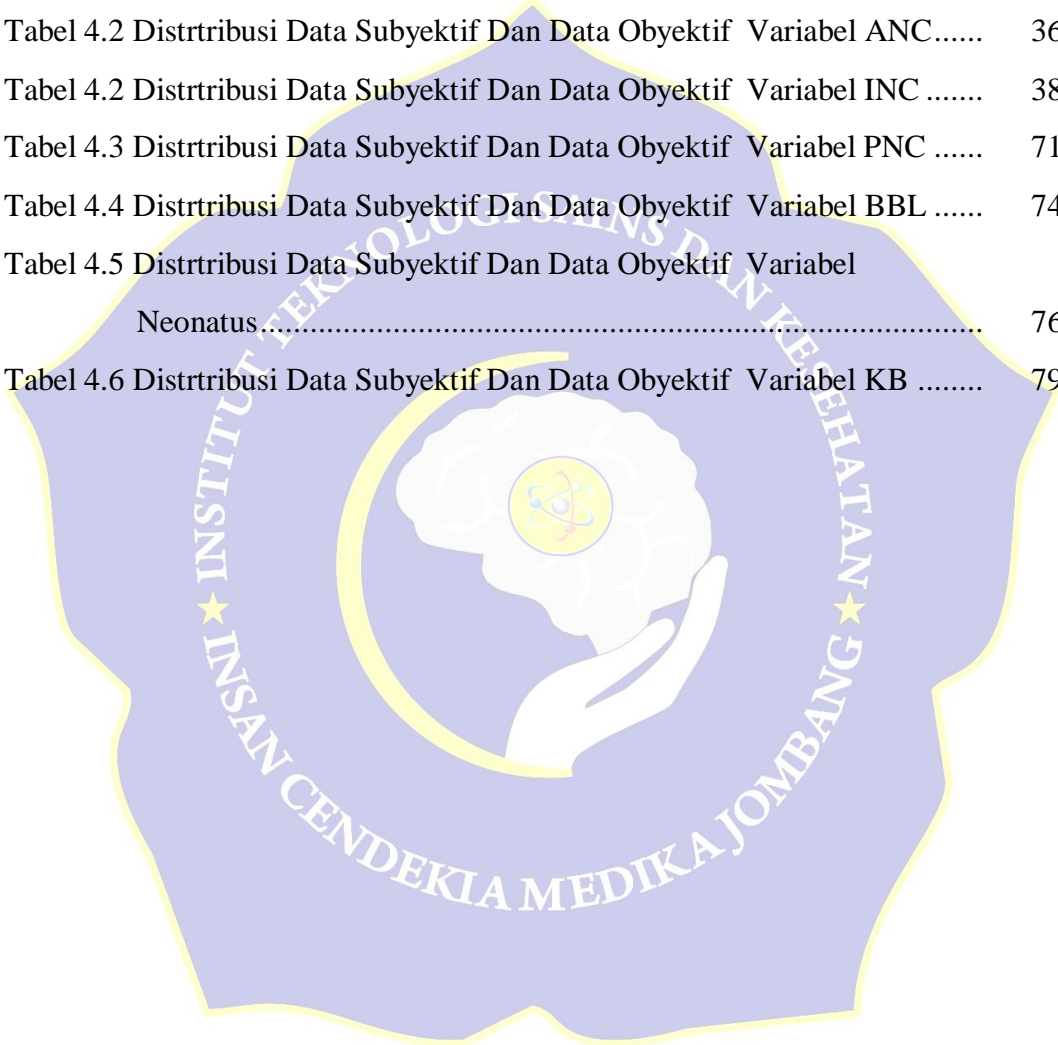 Tabel 4.2 Distrtribusi Data Subyektif Dan Data Obyektif  Variabel ANC...... 36
Tabel 4.2 Distrtribusi Data Subyektif Dan Data Obyektif  Variabel INC ....... 38
Tabel 4.3 Distrtribusi Data Subyektif Dan Data Obyektif  Variabel PNC ...... 71
Tabel 4.4 Distrtribusi Data Subyektif Dan Data Obyektif  Variabel BBL ...... 74
Tabel 4.5 Distrtribusi Data Subyektif Dan Data Obyektif  Variabel
Neonatus.............................................................................. 76
Tabel 4.6 Distrtribusi Data Subyektif Dan Data Obyektif  Variabel KB ........ 79
INSTITUT TEKNOLOGI SAINS DAN KESEHATAN
INSAN CENDEKIA MEDIKA JOMBANG